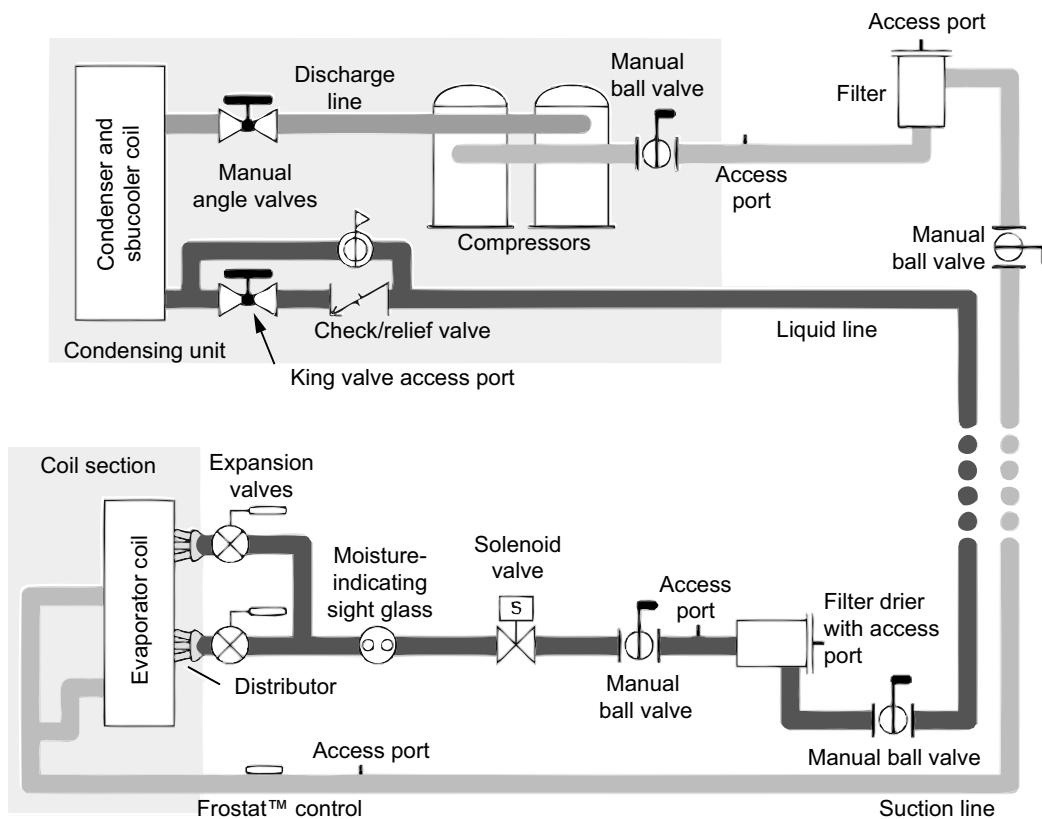 Access port
Manual
ball valve
Discharge
line
Filter
Condenser and
sbucooler coil
Manual
angle valves
Access
port
Compressors
Manual
ball valve
Check/relief valve
Liquid line
Condensing unit
King valve access port
Coil section
Expansion
valves
Solenoid
valve
Moisture-
indicating
sight glass
Access
port
Filter drier
with access
port
S
Evaporator coil
Distributor
Manual
ball valve
Manual ball valve
Access port
Frostat™ control
Suction line